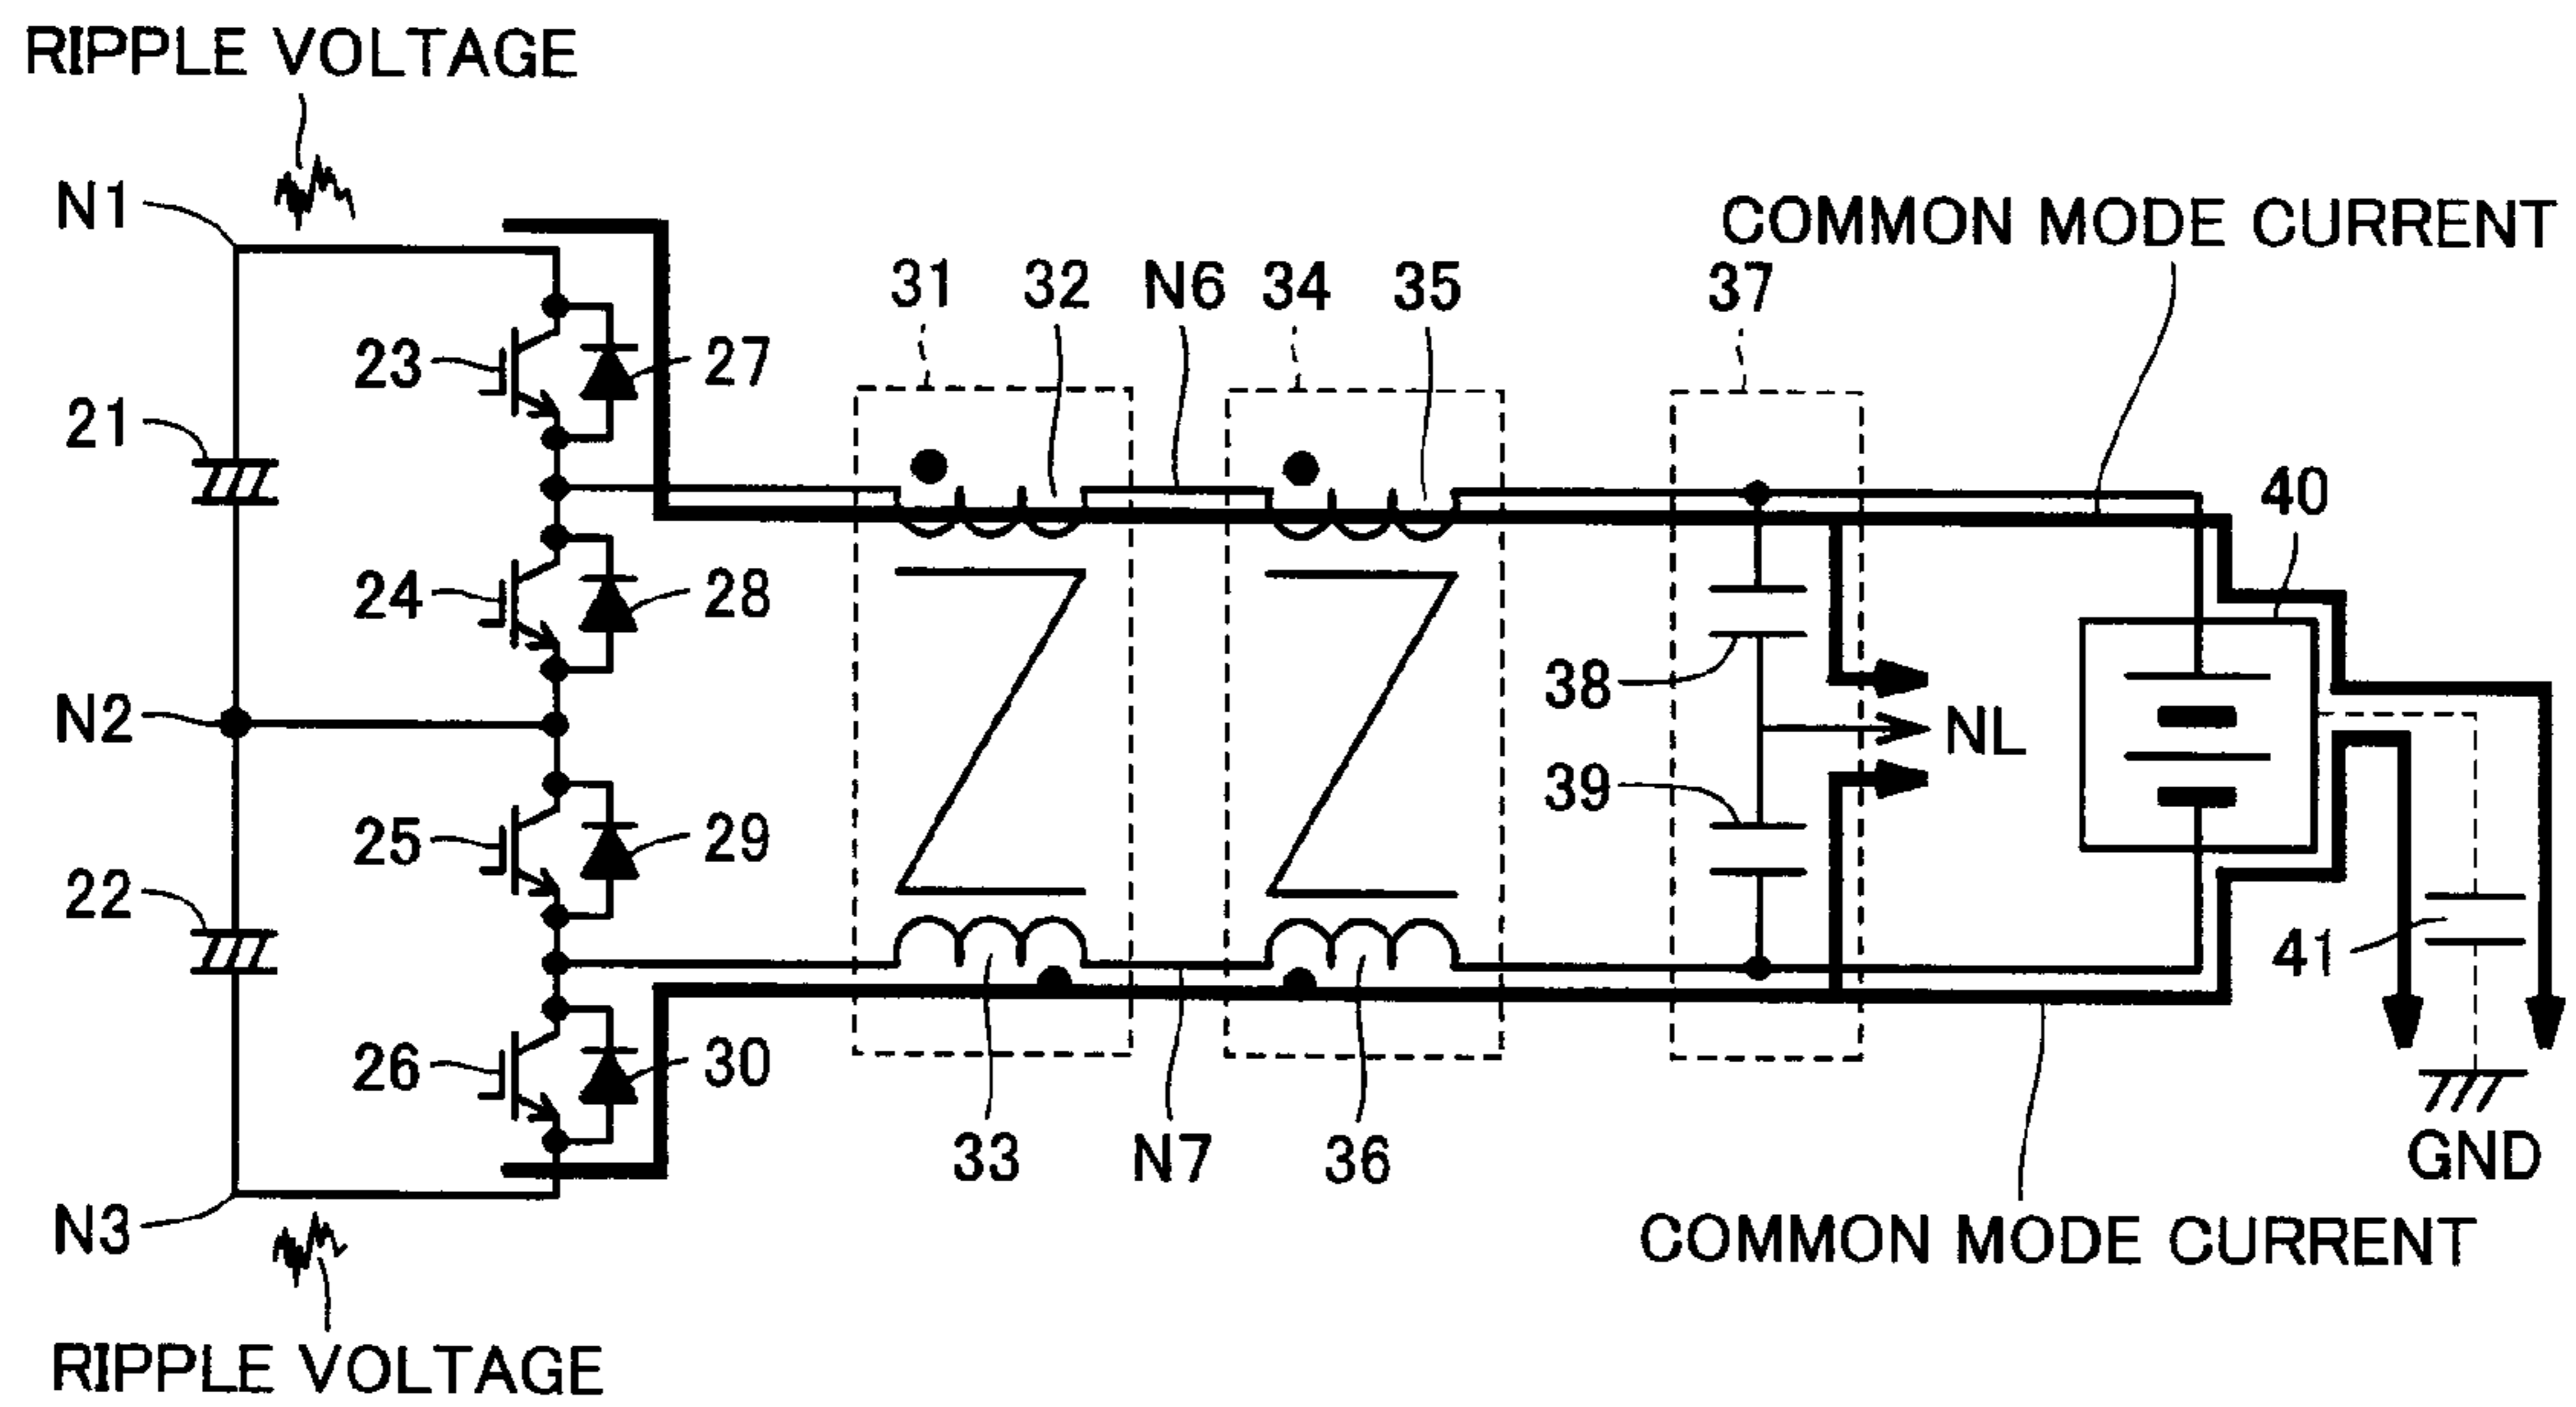 RIPPLE VOLTAGE
N1
COMMON MODE CURRENT
31 32 N6 34 35 37
23 27
21
40
24 28
38
N2
NL
39
25 29
22
41
26 30
33 N7 36
GND
N3
COMMON MODE CURRENT
RIPPLE VOLTAGE